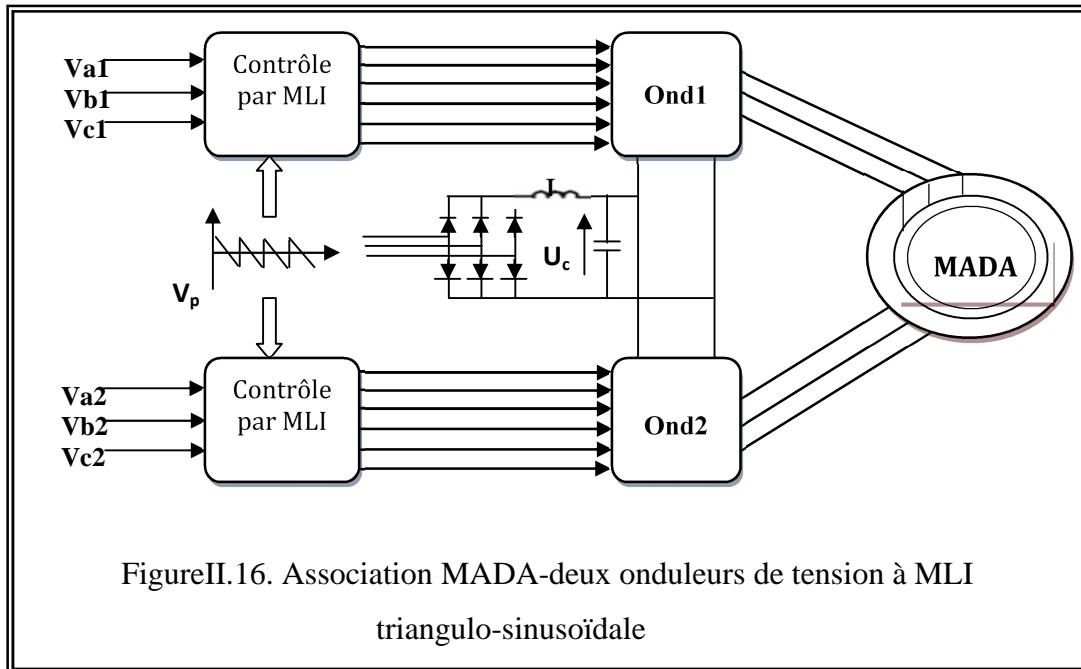 Va1
Vb1
Vc1
Contrôle
par MLI
Ond1
Vp
Uc
MADA
Va2
Vb2
Vc2
Contrôle
par MLI
Ond2
FigureII.16. Association MADA-deux onduleurs de tension à MLI
triangulo-sinusoïdale